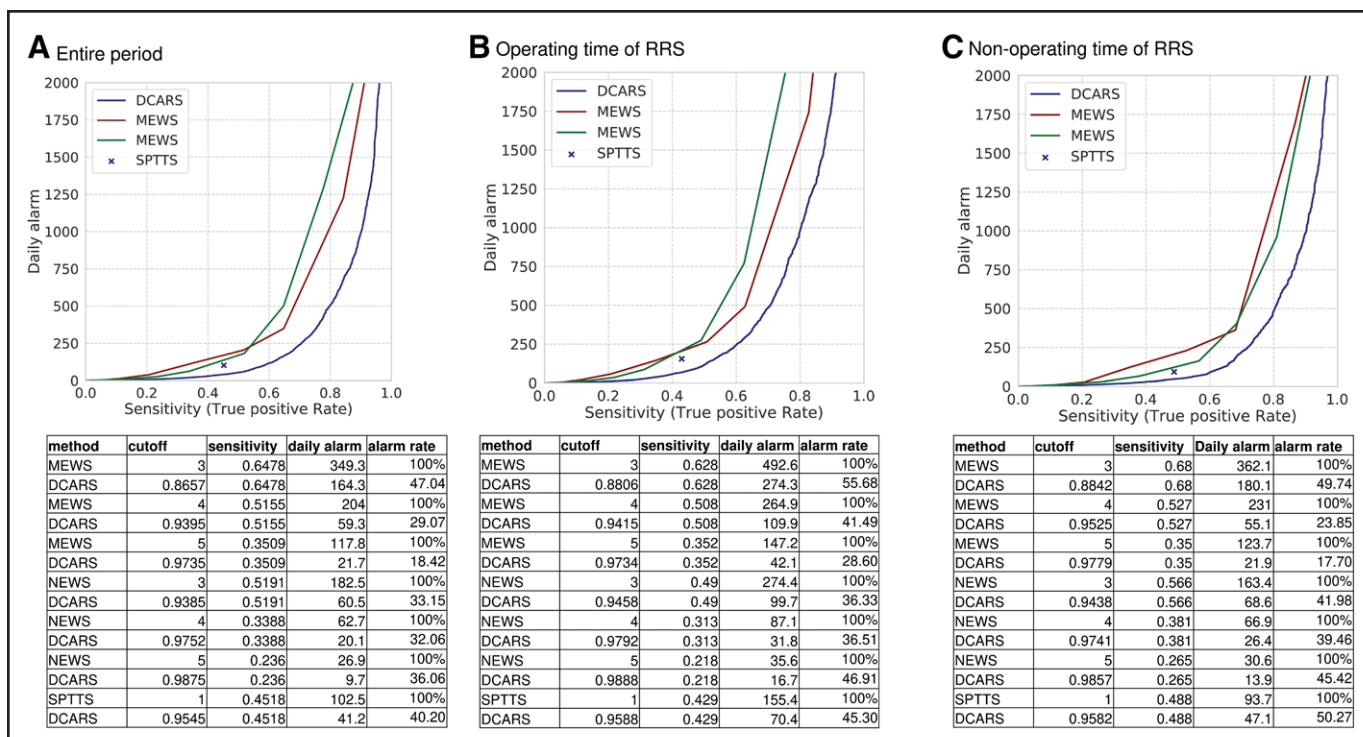 A Entire period
2000
1750
1500
1250
1000
750
500
250
0
Daily alarm
DCARS
MEWS
MEWS
SPTTS
0.0 0.2 0.4 0.6 0.8 1.0
Sensitivity (True positive Rate)
method cutoff sensitivity daily alarm alarm rate
MEWS 3 0.6478 349.3 100%
DCARS 0.8657 0.6478 164.3 47.04
MEWS 4 0.5155 204 100%
DCARS 0.9395 0.5155 59.3 29.07
MEWS 5 0.3509 117.8 100%
DCARS 0.9735 0.3509 21.7 18.42
NEWS 3 0.5191 182.5 100%
DCARS 0.9385 0.5191 60.5 33.15
NEWS 4 0.3388 62.7 100%
DCARS 0.9752 0.3388 20.1 32.06
NEWS 5 0.236 26.9 100%
DCARS 0.9875 0.236 9.7 36.06
SPTTS 1 0.4518 102.5 100%
DCARS 0.9545 0.4518 41.2 40.20
B Operating time of RRS
2000
1750
1500
1250
1000
750
500
250
0
Daily alarm
DCARS
MEWS
MEWS
SPTTS
0.0 0.2 0.4 0.6 0.8 1.0
Sensitivity (True positive Rate)
method cutoff sensitivity daily alarm alarm rate
MEWS 3 0.628 492.6 100%
DCARS 0.8806 0.628 274.3 55.68
MEWS 4 0.508 264.9 100%
DCARS 0.9415 0.508 109.9 41.49
MEWS 5 0.352 147.2 100%
DCARS 0.9734 0.352 42.1 28.60
NEWS 3 0.49 274.4 100%
DCARS 0.9458 0.49 99.7 36.33
NEWS 4 0.313 87.1 100%
DCARS 0.9792 0.313 31.8 36.51
NEWS 5 0.218 35.6 100%
DCARS 0.9888 0.218 16.7 46.91
SPTTS 1 0.429 155.4 100%
DCARS 0.9588 0.429 70.4 45.30
C Non-operating time of RRS
2000
1750
1500
1250
1000
750
500
250
0
Daily alarm
DCARS
MEWS
MEWS
SPTTS
0.0 0.2 0.4 0.6 0.8 1.0
Sensitivity (True positive Rate)
method cutoff sensitivity Daily alarm alarm rate
MEWS 3 0.68 362.1 100%
DCARS 0.8842 0.68 180.1 49.74
MEWS 4 0.527 231 100%
DCARS 0.9525 0.527 55.1 23.85
MEWS 5 0.35 123.7 100%
DCARS 0.9779 0.35 21.9 17.70
NEWS 3 0.566 163.4 100%
DCARS 0.9438 0.566 68.6 41.98
NEWS 4 0.381 66.9 100%
DCARS 0.9741 0.381 26.4 39.46
NEWS 5 0.265 30.6 100%
DCARS 0.9857 0.265 13.9 45.42
SPTTS 1 0.488 93.7 100%
DCARS 0.9582 0.488 47.1 50.27